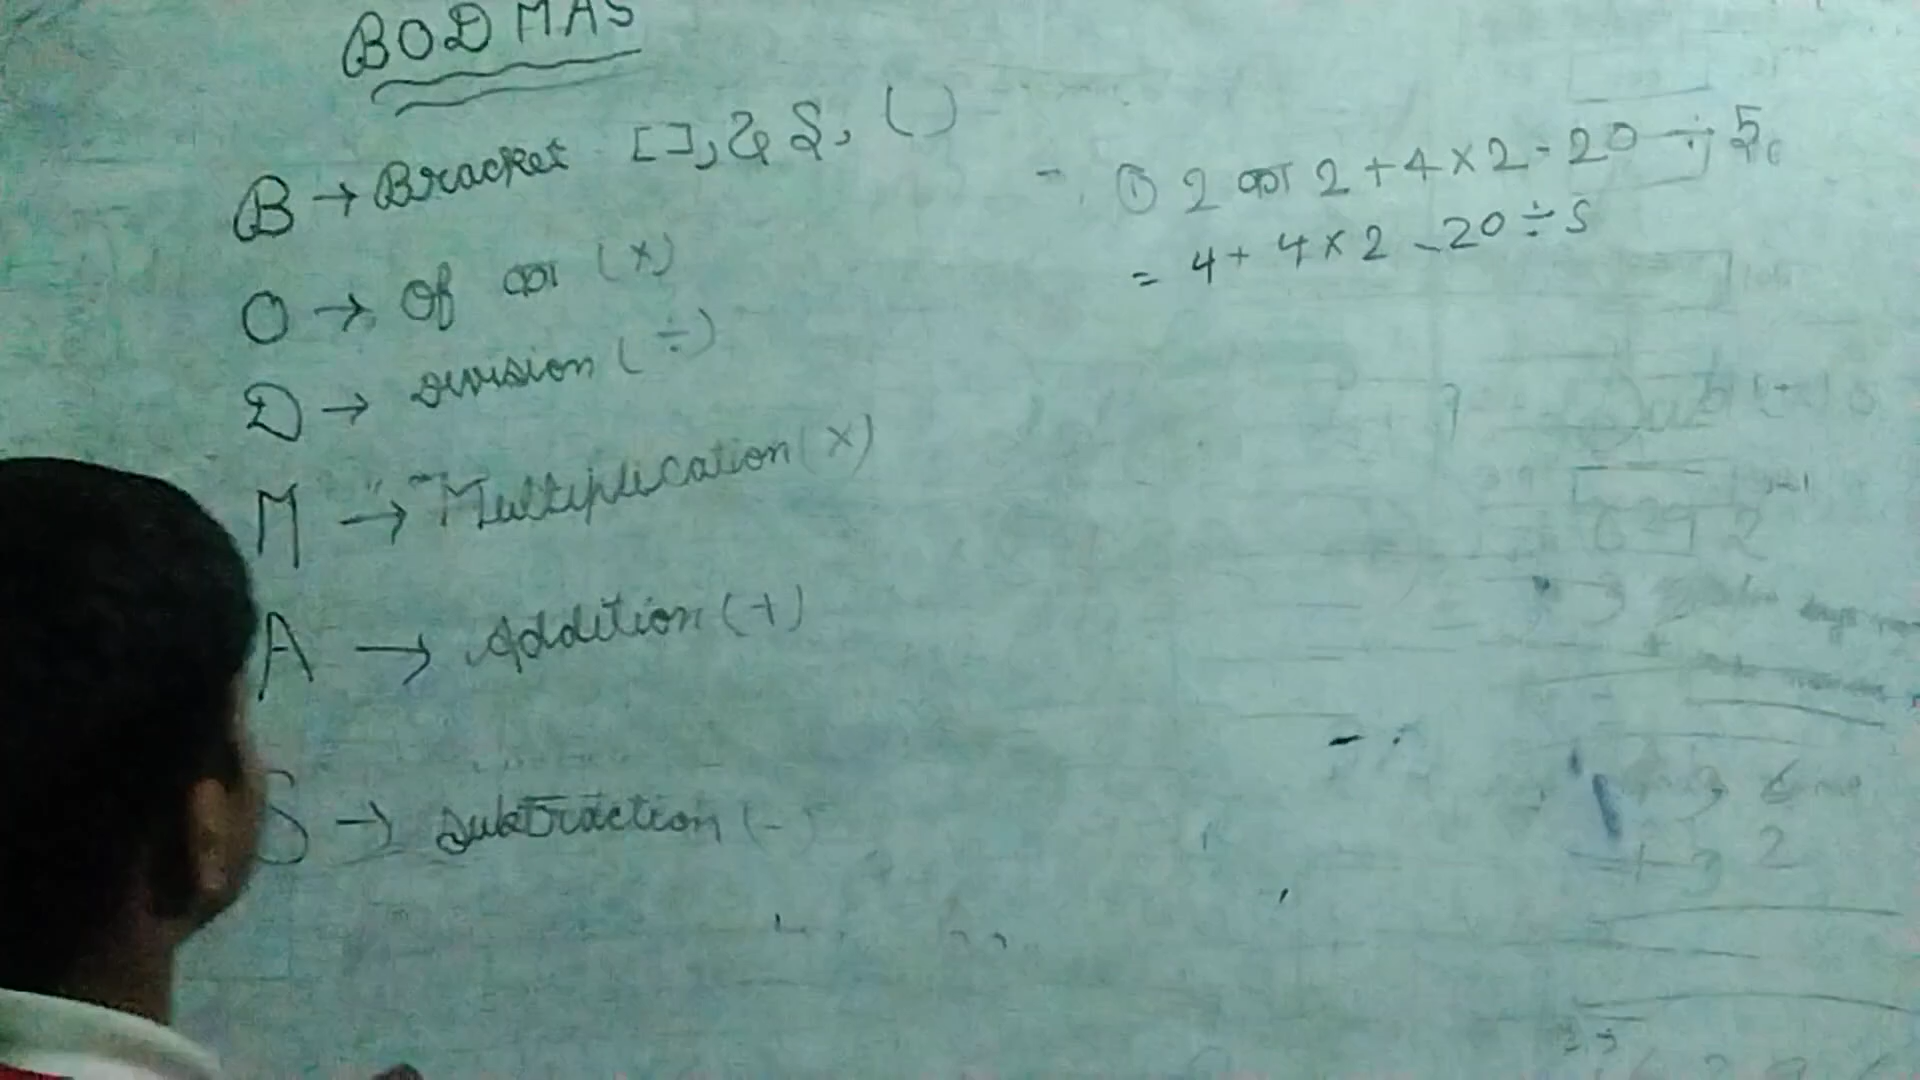 BODMAS
B → Bracket [ ], { }, ( )
O → Of का (×)
D → Division (÷)
M → Multiplication (×)
A → Addition (+)
S → Subtraction (-)
① 2 का 2 + 4 × 2 - 20 ÷ 5
= 4 + 4 × 2 - 20 ÷ 5